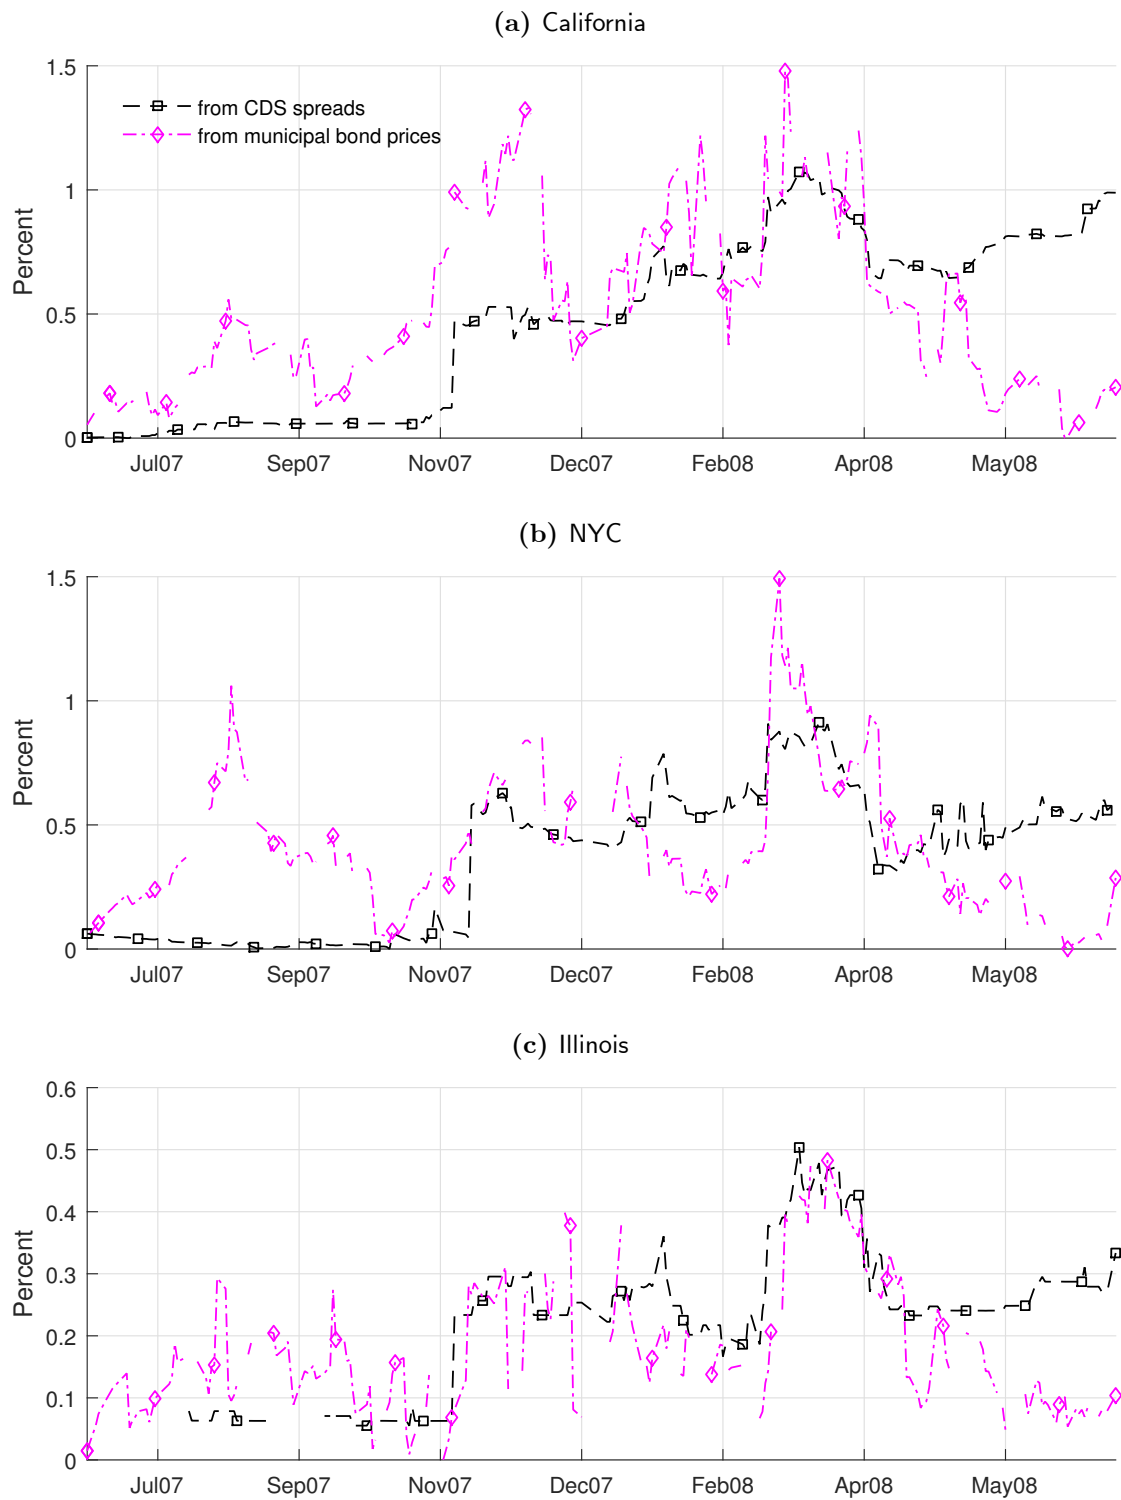 (a) California
1.5
1
0.5
0
Percent
from CDS spreads
from municipal bond prices
Jul07 Sep07 Nov07 Dec07 Feb08 Apr08 May08
(b) NYC
1.5
1
0.5
0
Percent
Jul07 Sep07 Nov07 Dec07 Feb08 Apr08 May08
(c) Illinois
0.6
0.5
0.4
0.3
0.2
0.1
0
Percent
Jul07 Sep07 Nov07 Dec07 Feb08 Apr08 May08